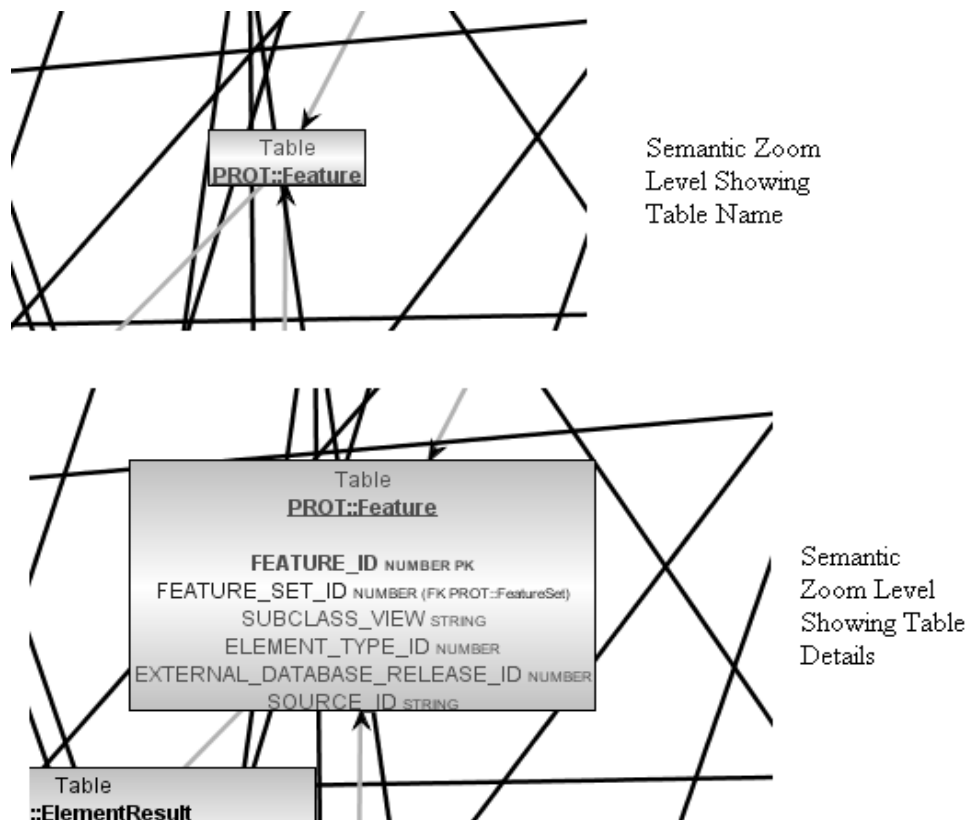 Table
PROT::Feature
Semantic Zoom
Level Showing
Table Name
Table
PROT::Feature
FEATURE_ID NUMBER PK
FEATURE_SET_ID NUMBER (FK PROT::FeatureSet)
SUBCLASS_VIEW STRING
ELEMENT_TYPE_ID NUMBER
EXTERNAL_DATABASE_RELEASE_ID NUMBER
SOURCE_ID STRING
Semantic
Zoom Level
Showing Table
Details
Table
::ElementResult